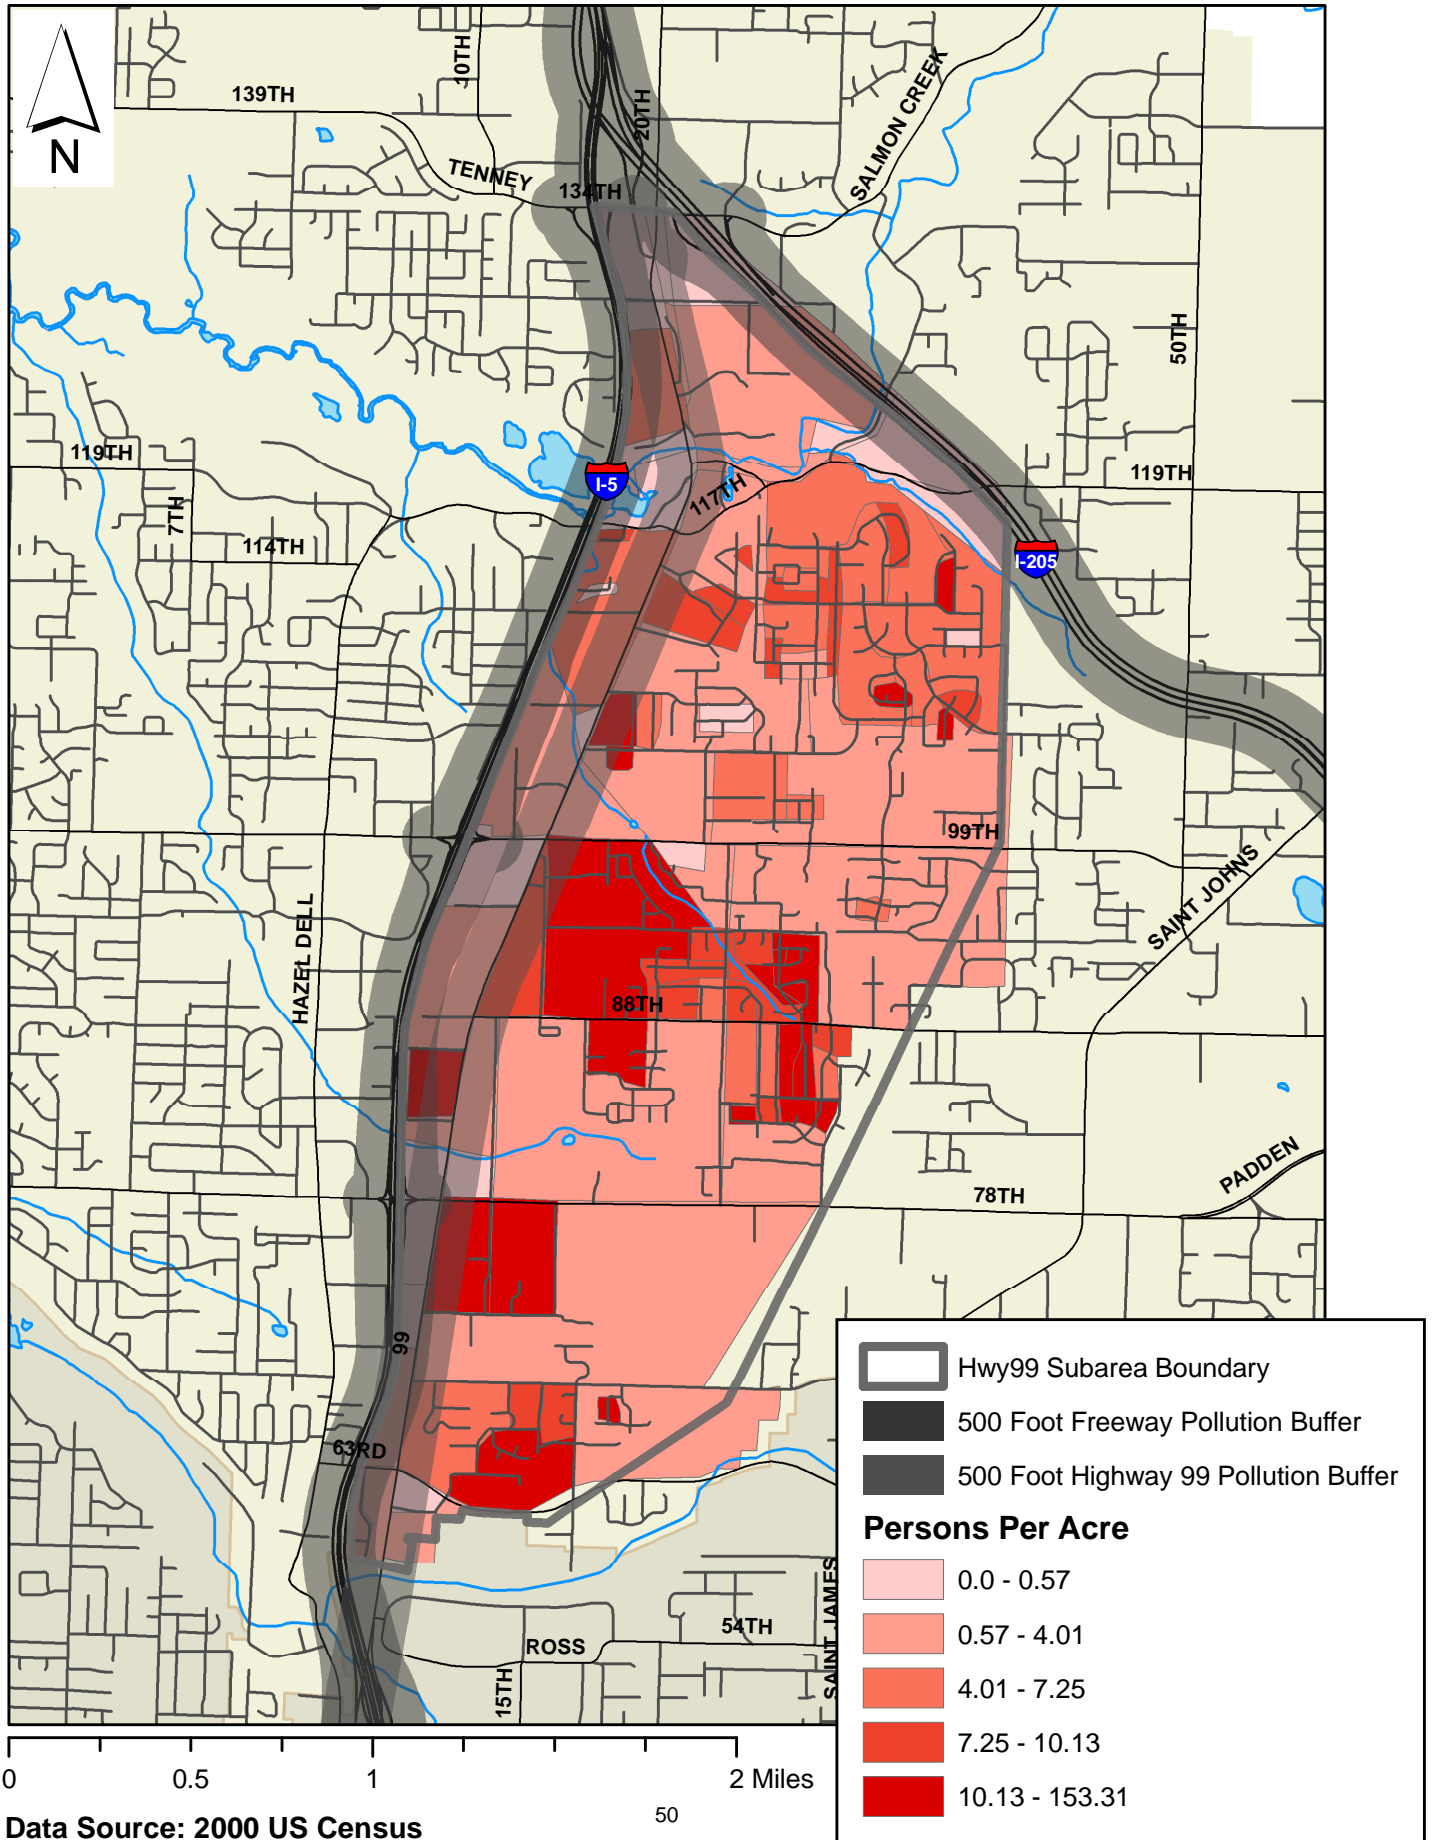 10TH
20TH
SALMON CREEK
139TH
N
TENNEY
134TH
50TH
119TH
119TH
I-5
117TH
7TH
114TH
I-205
99TH
SAINT JOHNS
HAZEL DELL
88TH
PADDEN
78TH
99
63RD
54TH
ROSS
15TH
SAINT JAMES
Hwy99 Subarea Boundary
500 Foot Freeway Pollution Buffer
500 Foot Highway 99 Pollution Buffer
Persons Per Acre
0.0 - 0.57
0.57 - 4.01
4.01 - 7.25
7.25 - 10.13
10.13 - 153.31
0 0.5 1 2 Miles
50
Data Source: 2000 US Census